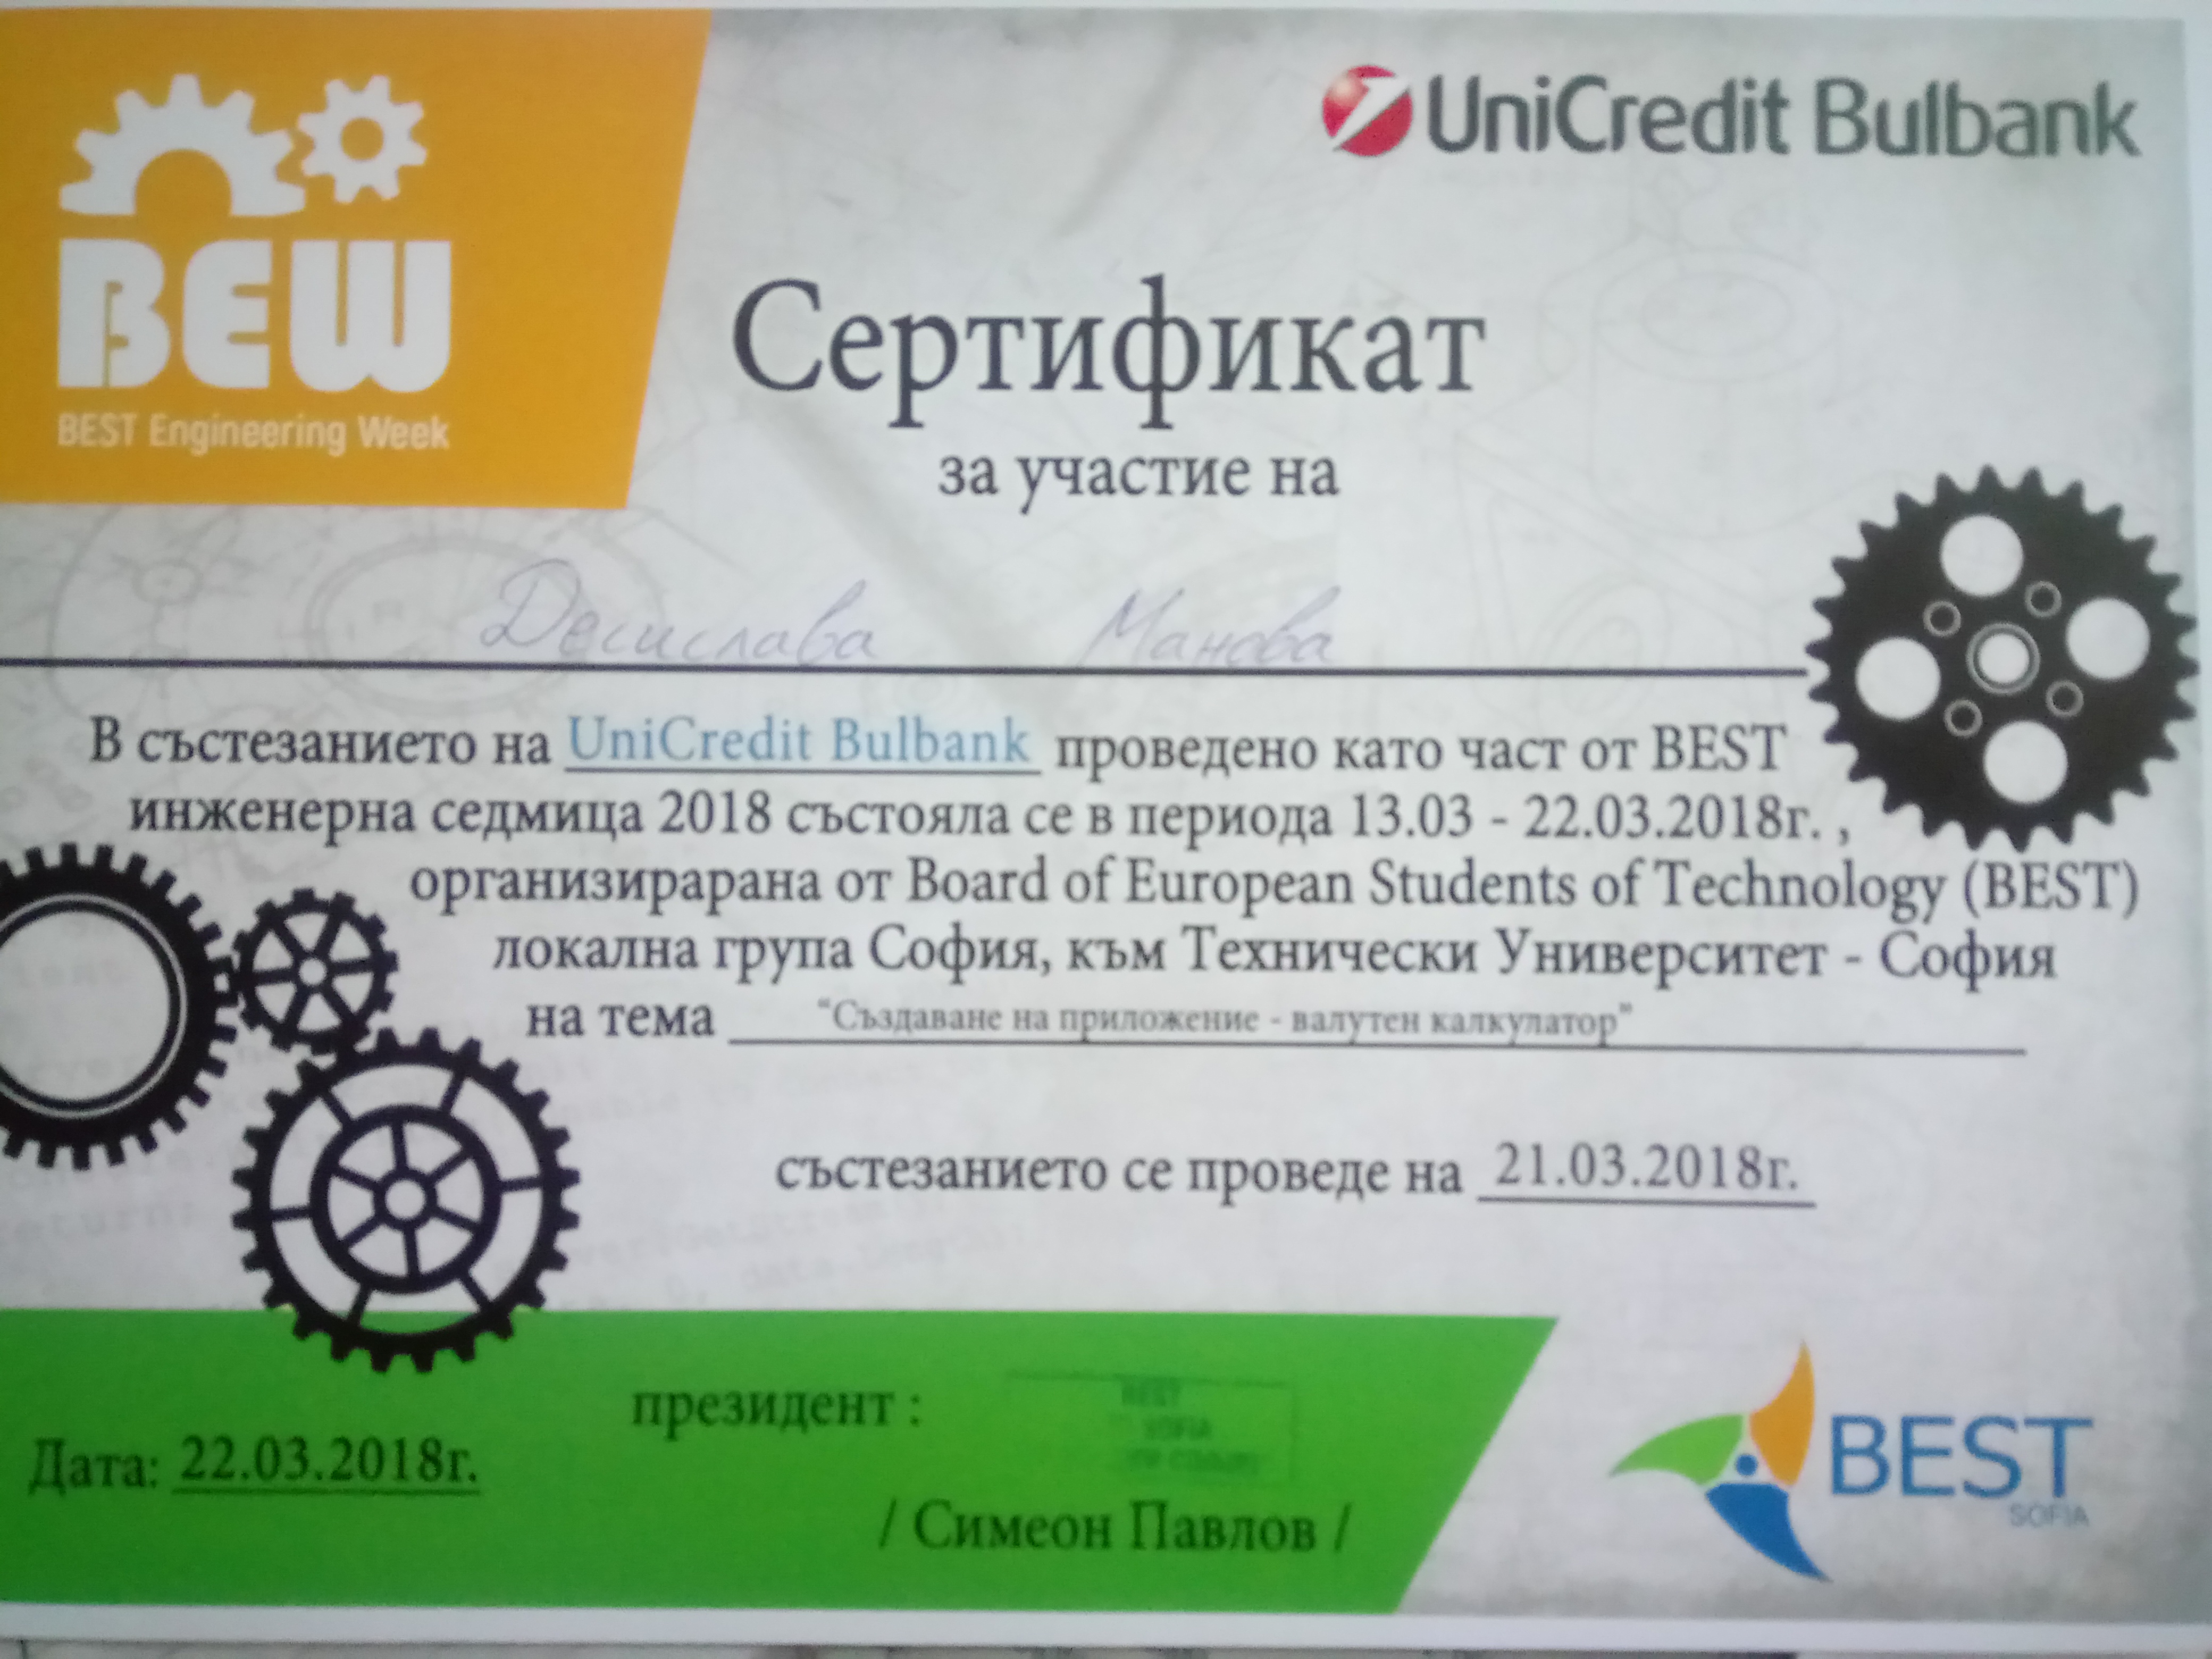 UniCredit Bulbank
BEW
BEST Engineering Week
Сертификат
за участие на
Десислава Манова
В състезанието на UniCredit Bulbank проведено като част от BEST
инженерна седмица 2018 състояла се в периода 13.03 - 22.03.2018г. ,
организирарана от Board of European Students of Technology (BEST)
локална група София, към Технически Университет - София
на тема "Създаване на приложение - валутен калкулатор"
състезанието се проведе на 21.03.2018г.
президент :
BEST
SOFIA
Дата: 22.03.2018г.
/ Симеон Павлов /
BEST
SOFIA